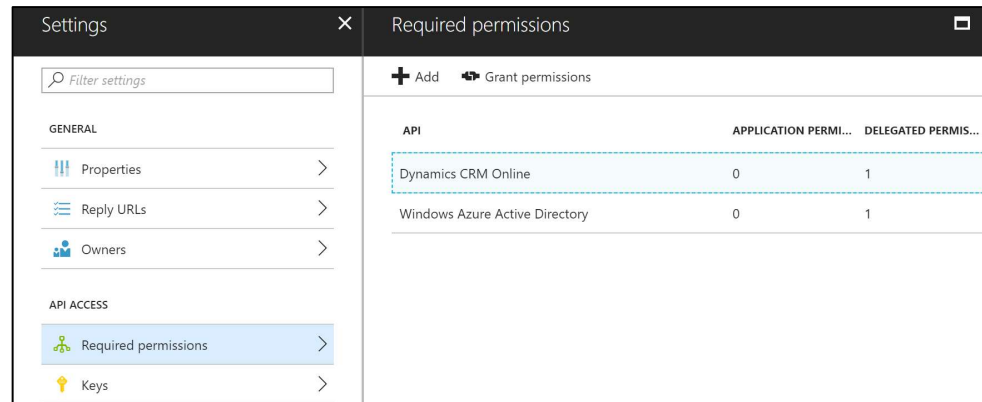 Settings
Filter settings
GENERAL
Properties
Reply URLs
Owners
API ACCESS
Required permissions
Keys
Required permissions
Add Grant permissions
API APPLICATION PERMI... DELEGATED PERMIS...
Dynamics CRM Online 0 1
Windows Azure Active Directory 0 1